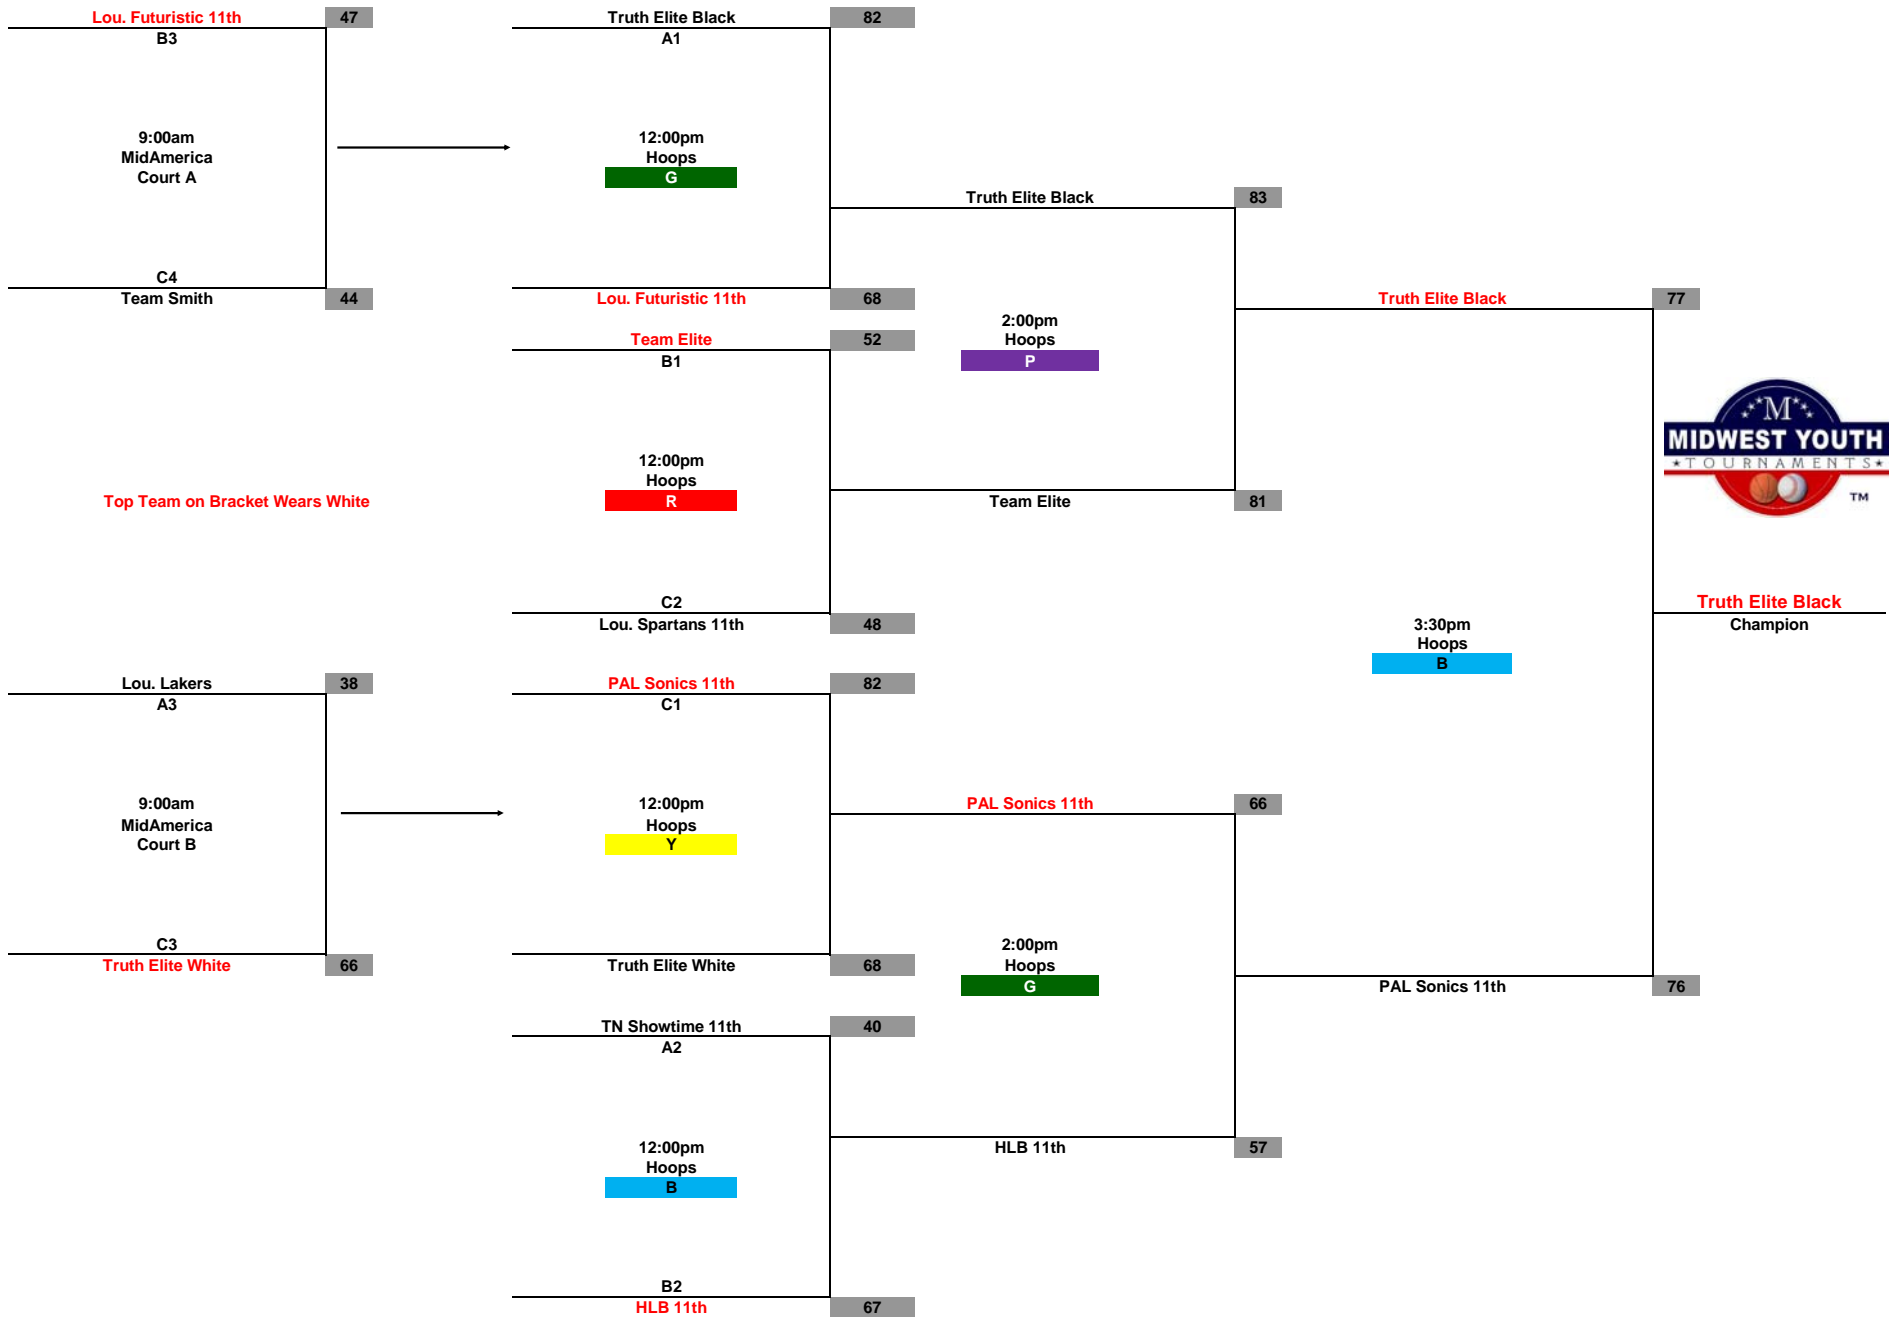 Lou. Futuristic 11th 47
B3
9:00am
MidAmerica
Court A
C4
Team Smith 44
Truth Elite Black 82
A1
12:00pm
Hoops
G
Lou. Futuristic 11th 68
Team Elite 52
B1
12:00pm
Hoops
R
C2
Lou. Spartans 11th 48
Top Team on Bracket Wears White
Truth Elite Black 83
2:00pm
Hoops
P
Team Elite 81
Truth Elite Black 77
M
MIDWEST YOUTH
TOURNAMENTS
TM
3:30pm
Hoops
B
Truth Elite Black
Champion
Lou. Lakers 38
A3
9:00am
MidAmerica
Court B
C3
Truth Elite White 66
PAL Sonics 11th 82
C1
12:00pm
Hoops
Y
Truth Elite White 68
TN Showtime 11th 40
A2
12:00pm
Hoops
B
B2
HLB 11th 67
PAL Sonics 11th 66
2:00pm
Hoops
G
HLB 11th 57
PAL Sonics 11th 76